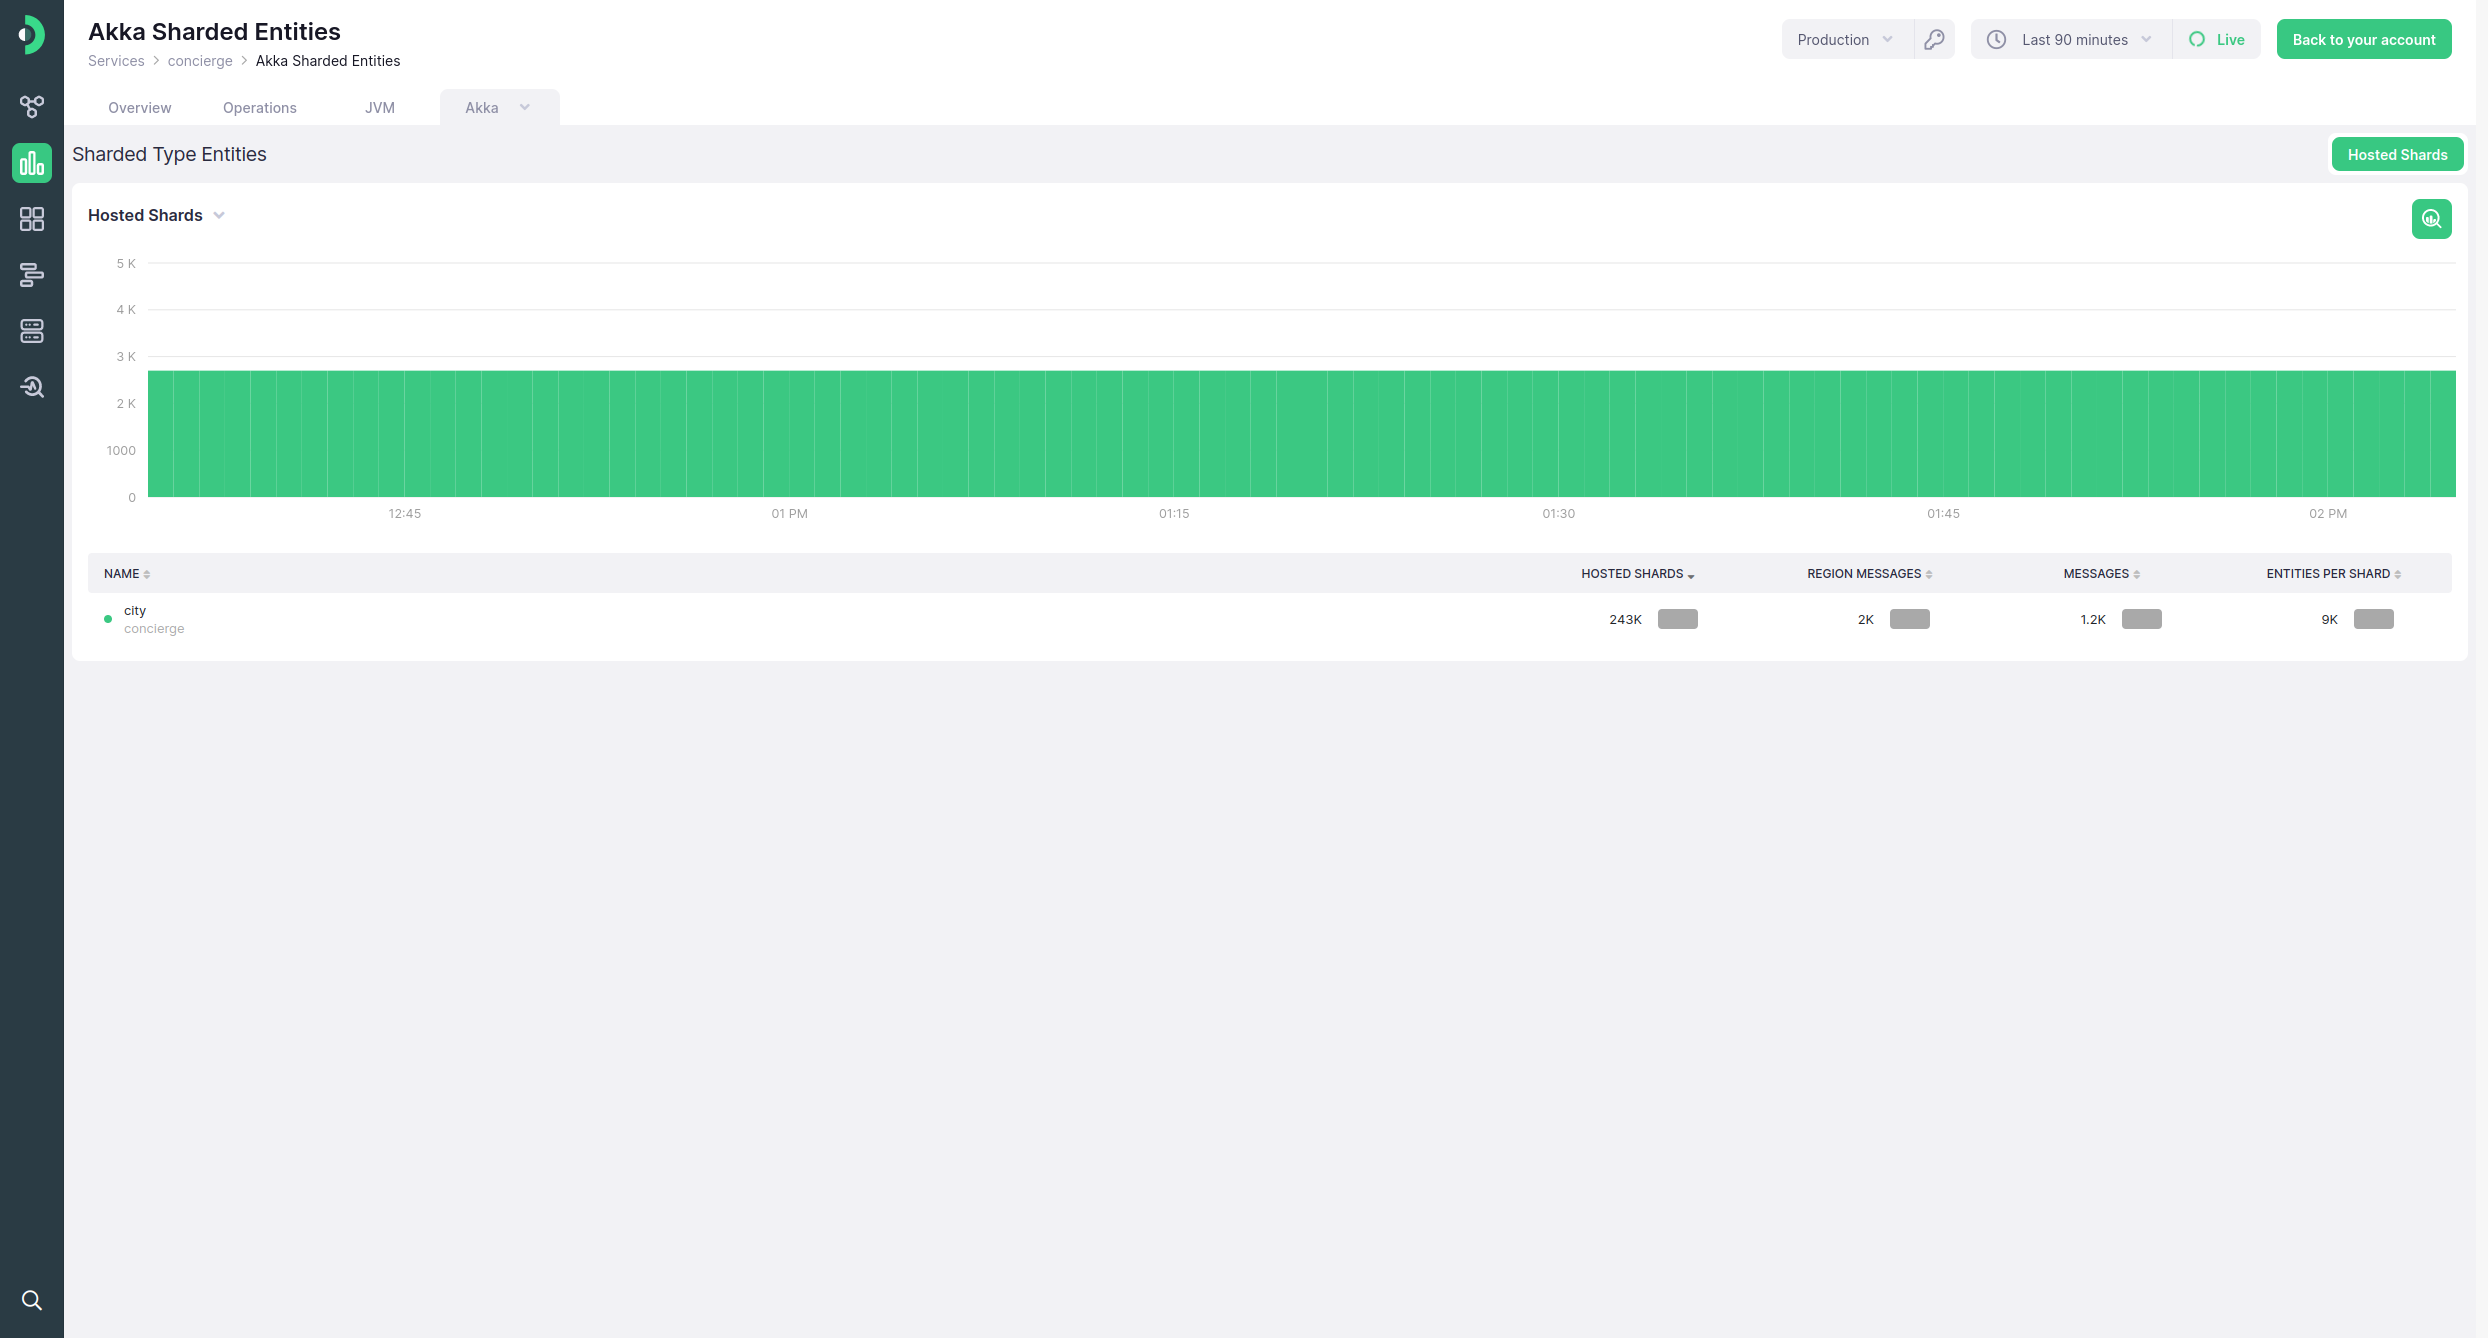 Akka Sharded Entities
Services > concierge > Akka Sharded Entities
Production
Last 90 minutes
Live
Back to your account
Overview
Operations
JVM
Akka
Sharded Type Entities
Hosted Shards
Hosted Shards
5 K
4 K
3 K
2 K
1000
0
12:45
01 PM
01:15
01:30
01:45
02 PM
NAME
HOSTED SHARDS
REGION MESSAGES
MESSAGES
ENTITIES PER SHARD
city
concierge
243K
2K
1.2K
9K